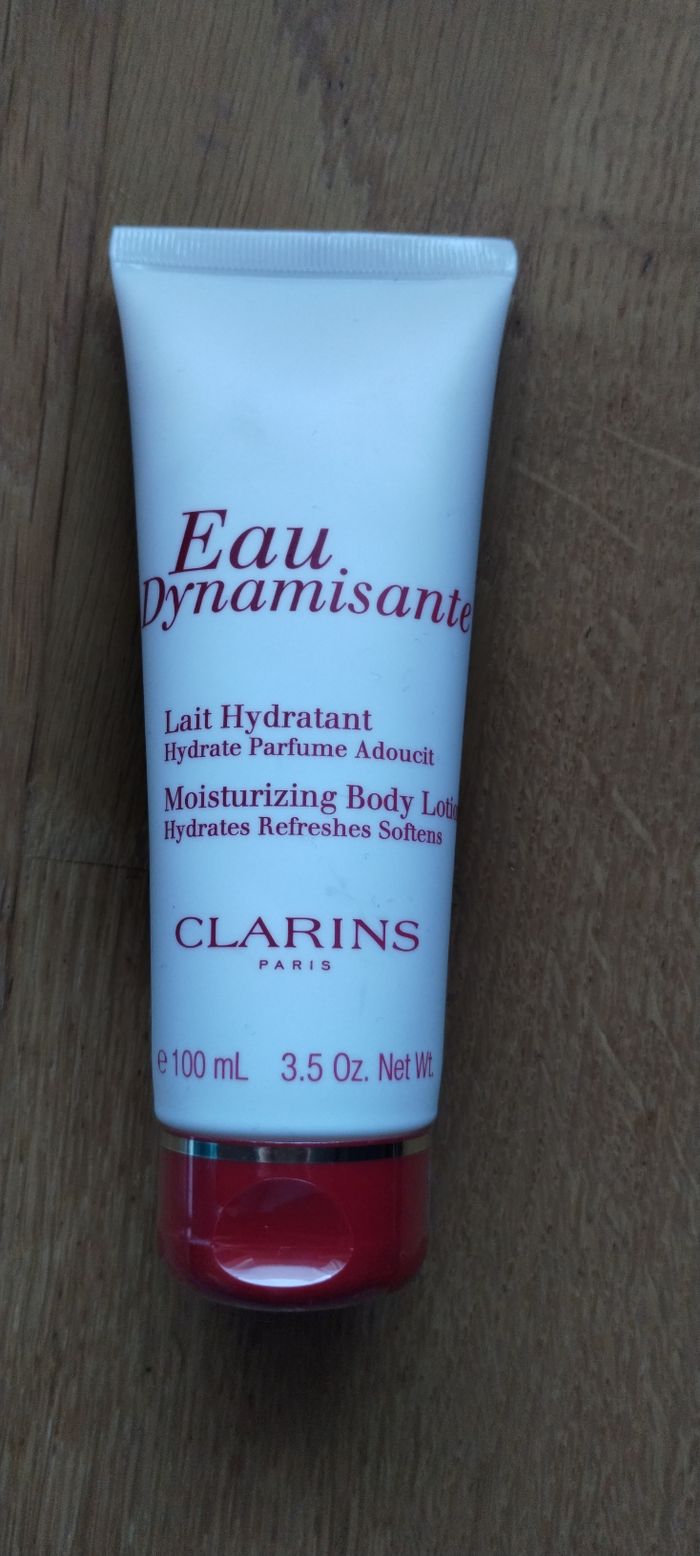 Eau
Dynamisante
Lait Hydratant
Hydrate Parfume Adoucit
Moisturizing Body Lotion
Hydrates Refreshes Softens
CLARINS
PARIS
℮ 100 mL 3.5 Oz. Net Wt.